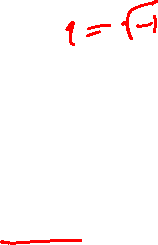 i = √-1